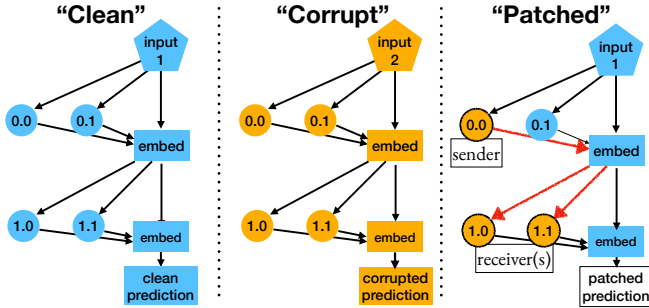 “Clean”
input
1
0.0
0.1
embed
1.0
1.1
embed
clean
prediction
“Corrupt”
input
2
0.0
0.1
embed
1.0
1.1
embed
corrupted
prediction
“Patched”
input
1
0.0
0.1
sender
embed
1.0
1.1
embed
receiver(s)
patched
prediction